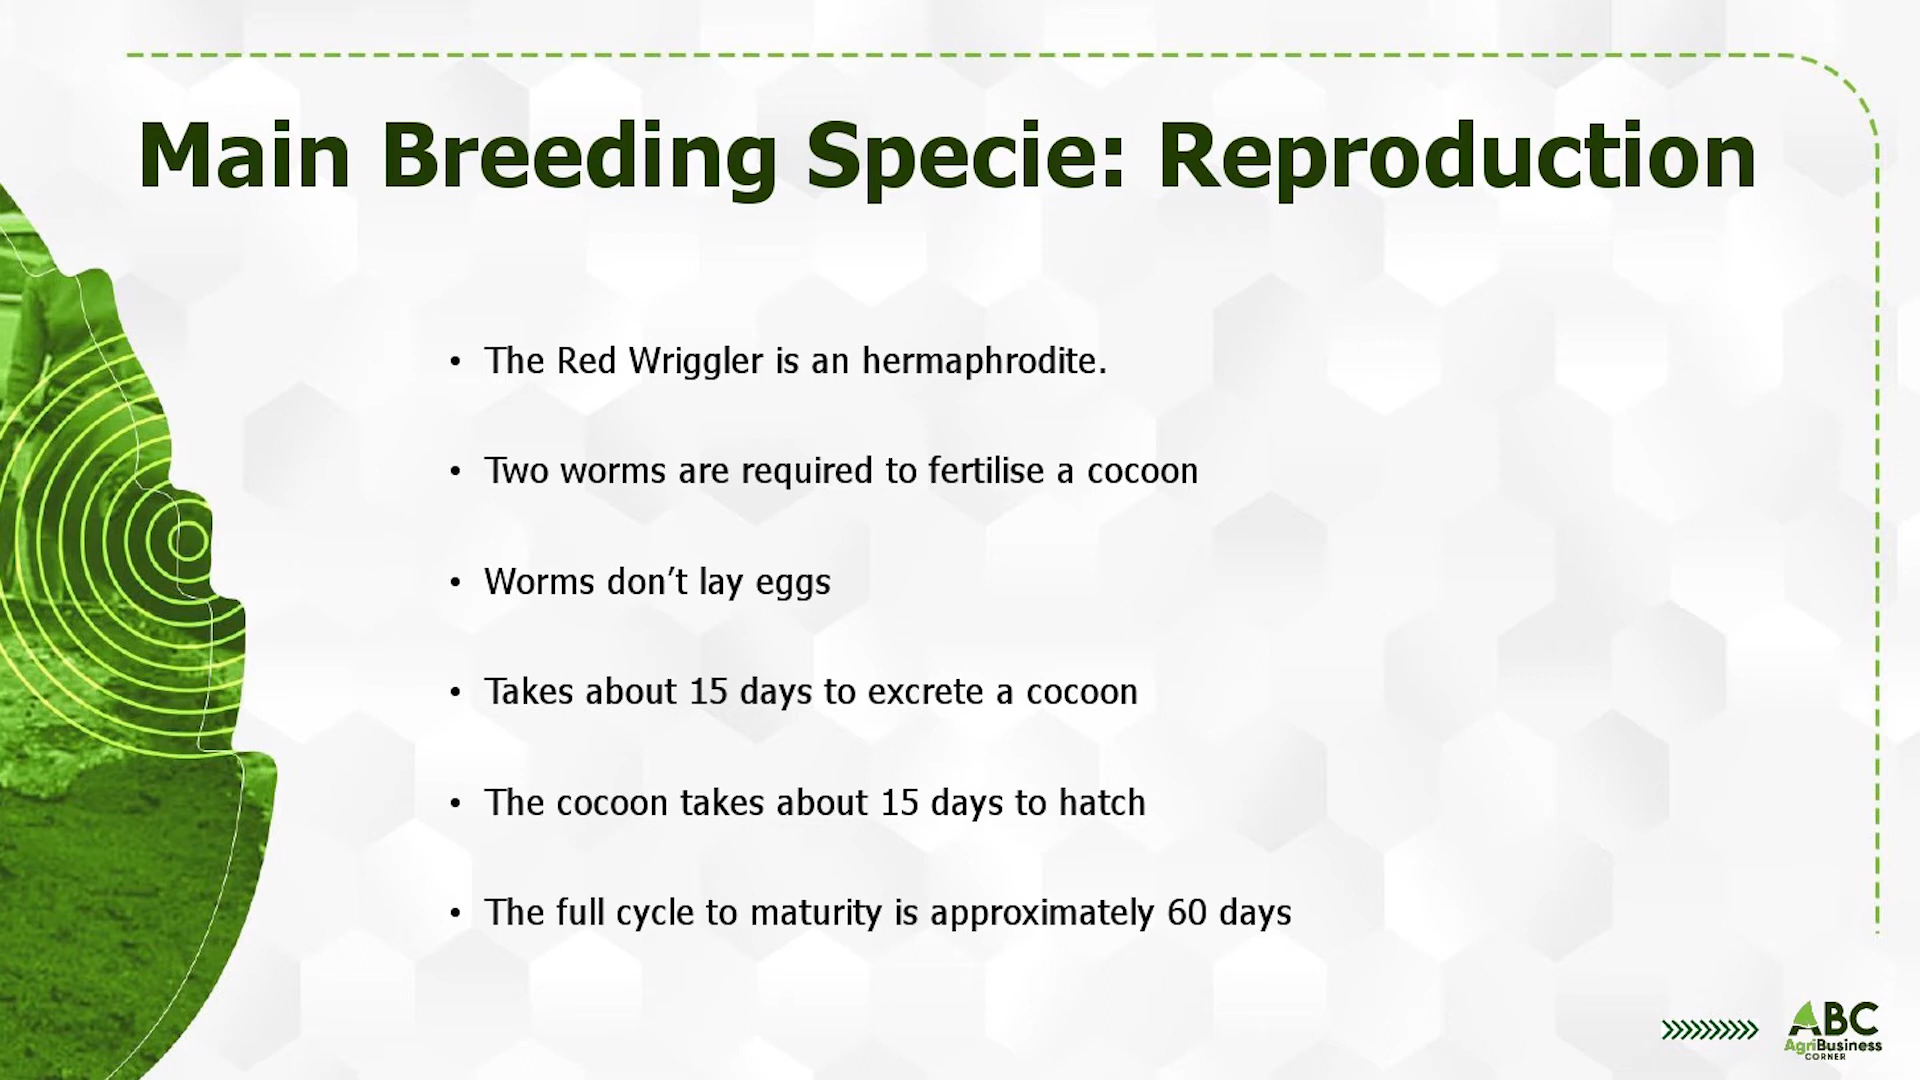 Main Breeding Specie: Reproduction
• The Red Wriggler is an hermaphrodite.
• Two worms are required to fertilise a cocoon
• Worms don’t lay eggs
• Takes about 15 days to excrete a cocoon
• The cocoon takes about 15 days to hatch
• The full cycle to maturity is approximately 60 days
ABC
AgriBusiness
CORNER